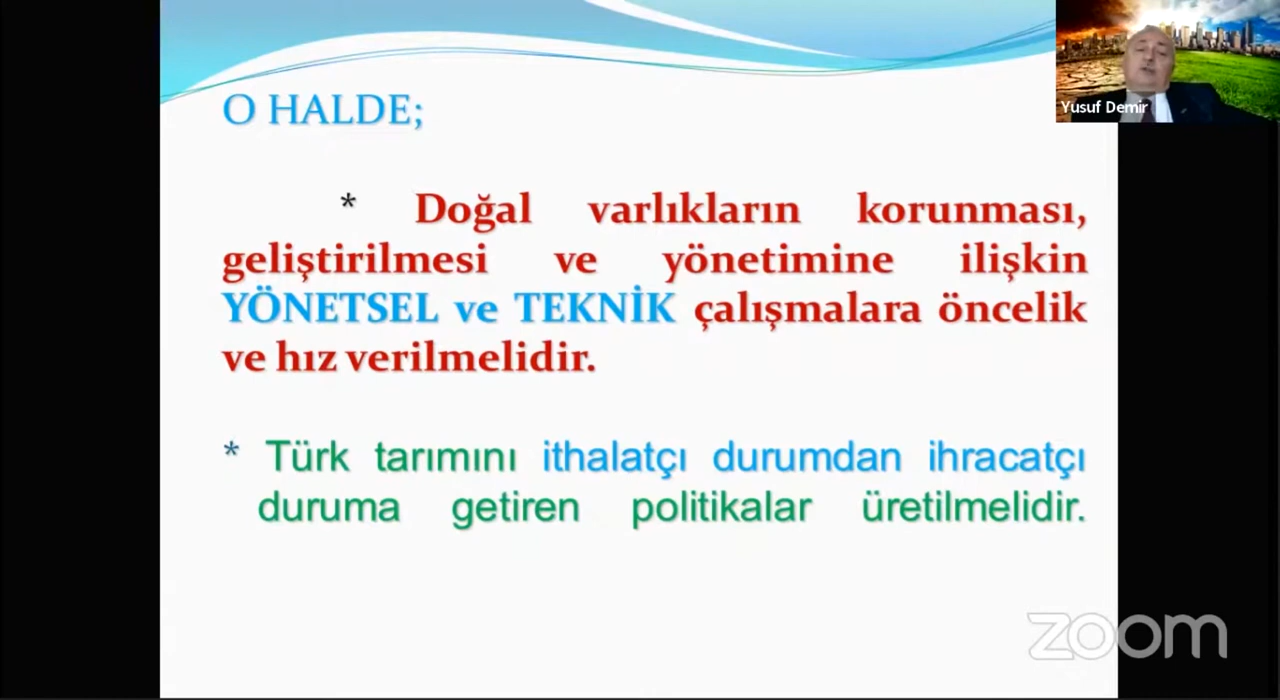 Yusuf Demir
O HALDE;
* Doğal varlıkların korunması,
geliştirilmesi ve yönetimine ilişkin
YÖNETSEL ve TEKNİK çalışmalara öncelik
ve hız verilmelidir.
* Türk tarımını ithalatçı durumdan ihracatçı
duruma getiren politikalar üretilmelidir.
zoom